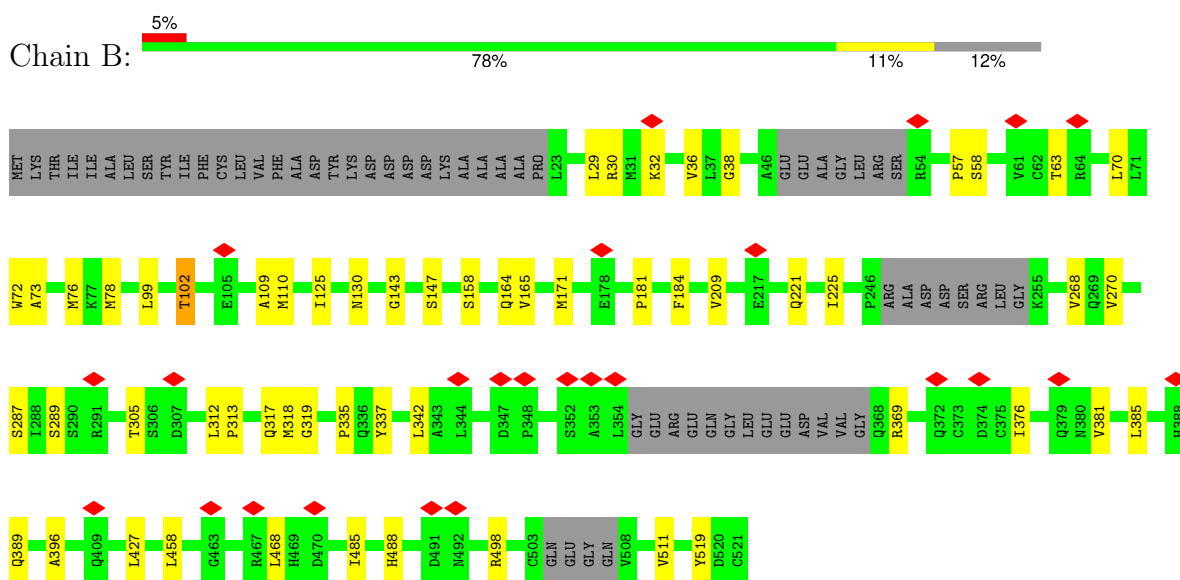 5%
Chain B:
78% 11% 12%
MET LYS THR ILE ILE ALA LEU SER TYR ILE PHE CYS LEU VAL PHE ALA ASP TYR LYS ASP ASP ASP ASP LYS ALA ALA ALA ALA PRO L23 L29 R30 M31 K32 V36 L37 G38 A46 GLU GLU ALA GLY LEU ARG SER R54 P57 S58 V61 C62 T63 R64 L70 L71
W72 A73 M76 K77 M78 L99 T102 E105 A109 M110 I125 N130 G143 S147 S158 Q164 V165 M171 E178 P181 F184 V209 E217 Q221 I225 P246 ARG ALA ASP ASP SER ARG LEU GLY K255 V268 Q269 V270
S287 I288 S289 S290 R291 T305 S306 D307 L312 P313 Q317 M318 G319 P335 Q336 Y337 L342 A343 L344 D347 P348 S352 A353 L354 GLY GLU ARG GLU GLN GLY LEU GLU GLU ASP VAL VAL GLY Q368 R369 Q372 C373 D374 C375 I376 Q379 N380 V381 L385 H388
Q389 A396 Q409 L427 L458 G463 R467 L468 H469 D470 I485 H488 D491 N492 R498 C503 GLN GLU GLY GLN V508 V511 Y519 D520 C521